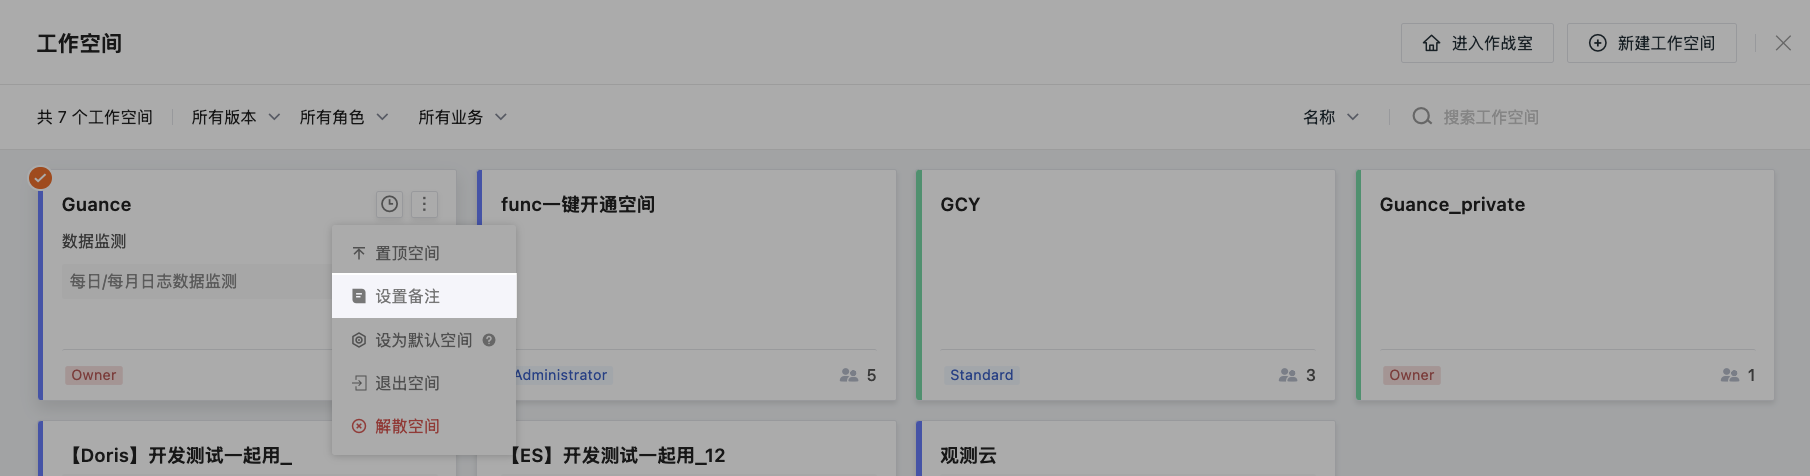 工作空间
进入作战室
新建工作空间
共 7 个工作空间
所有版本
所有角色
所有业务
名称
搜索工作空间
Guance
数据监测
每日/每月日志数据监测
Owner
置顶空间
设置备注
设为默认空间
退出空间
解散空间
func一键开通空间
Administrator
5
GCY
Standard
3
Guance_private
Owner
1
【Doris】开发测试一起用_
【ES】开发测试一起用_12
观测云